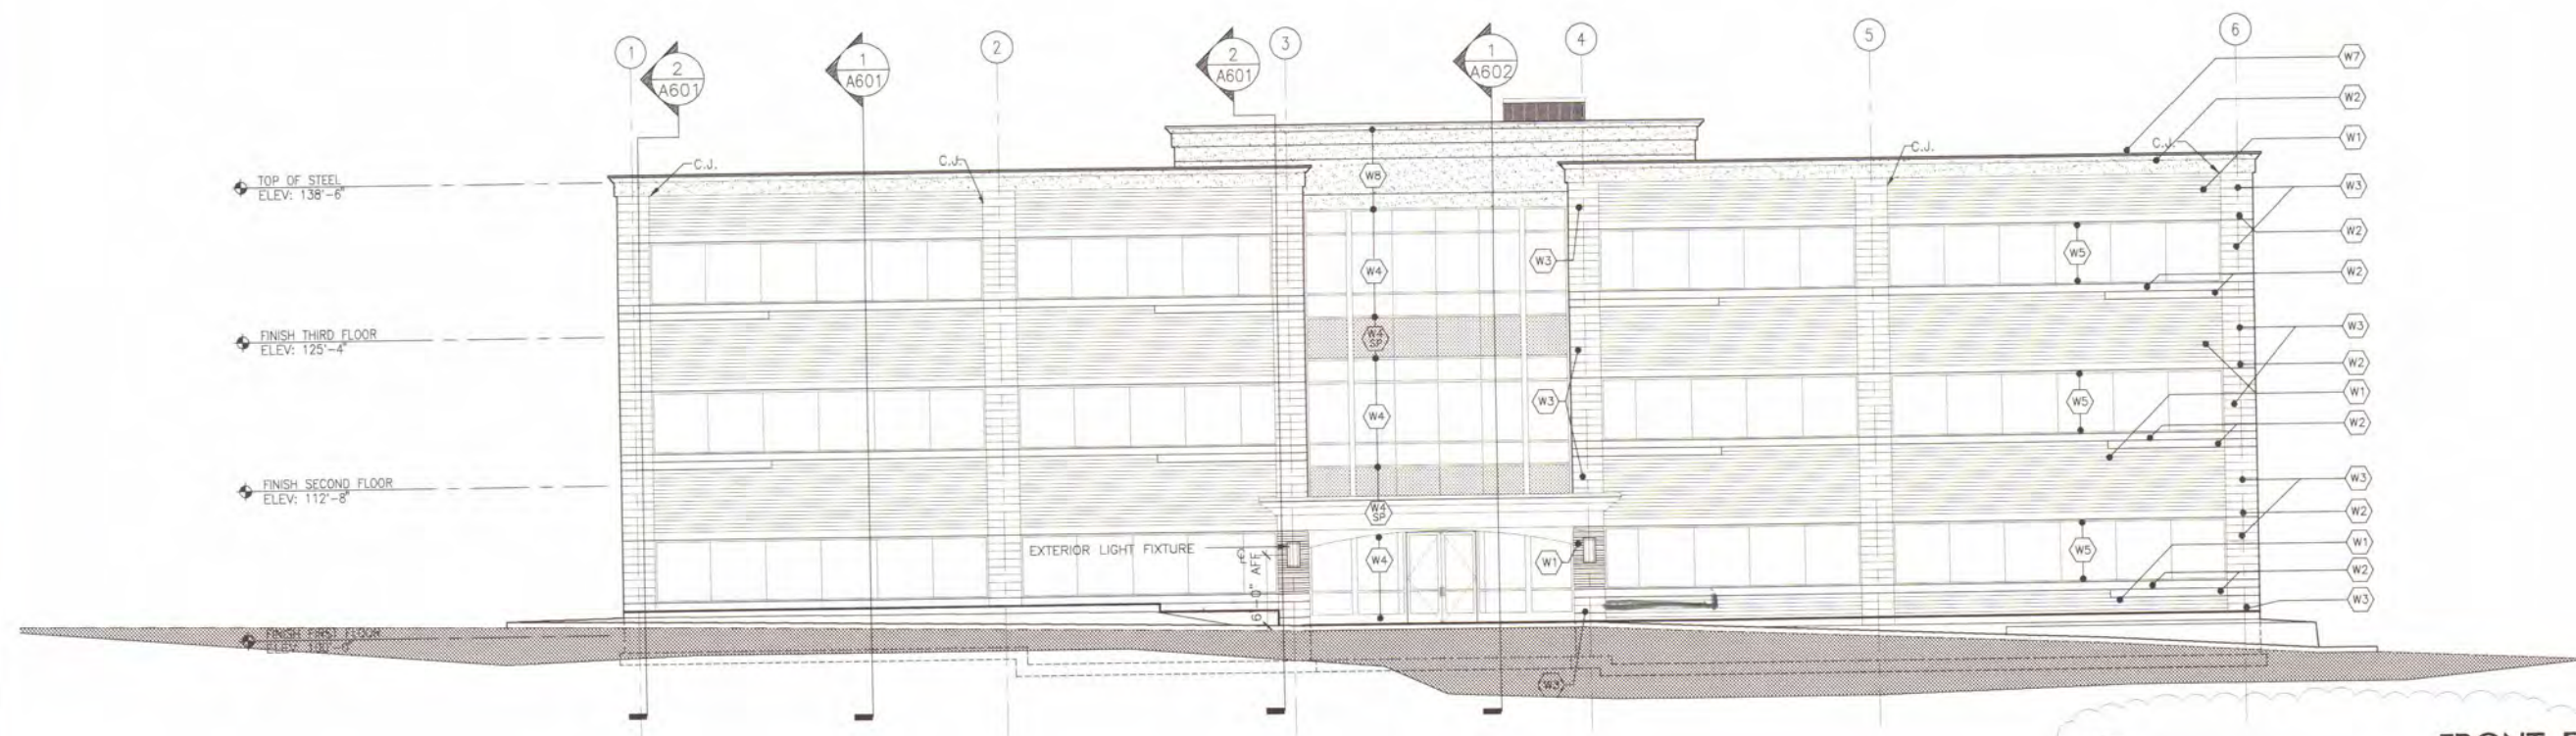 1
2
3
4
5
6
2
A601
1
A601
2
A601
1
A602
W7
W2
W1
C.J.
C.J.
C.J.
C.J.
TOP OF STEEL
ELEV: 138'-6"
W8
W3
W2
W3
W5
W4
W2
FINISH THIRD FLOOR
ELEV: 125'-4"
W4
SP
W3
W2
W1
W3
W5
W4
W2
FINISH SECOND FLOOR
ELEV: 112'-8"
W3
W4
SP
W2
EXTERIOR LIGHT FIXTURE
℄
6'-0" AFF
W4
W1
W5
W1
W2
W3
FINISH FIRST FLOOR
ELEV: 100'-0"
W3